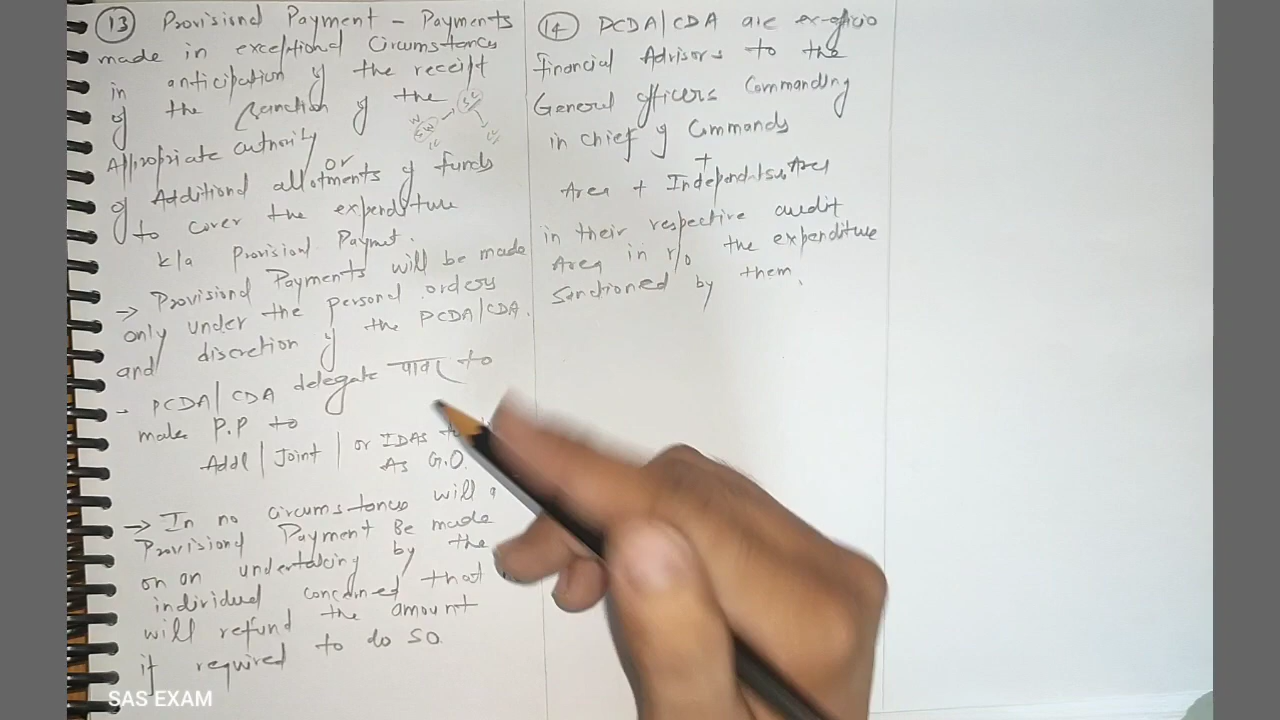 13 Provisional Payment - Payments
made in exceptional Circumstances
in anticipation of the receipt
of the Sanction of the
Appropriate authority
or
of Additional allotments of funds
to cover the expenditure
k/a Provisional Paymet.
→ Provisional Payments will be made
only under the personal orders
and discretion of the PCDA/CDA.
- PCDA/CDA delegate पावर to
make P.P to
Addl/Joint/ or IDAS
As G.O.
→ In no circumstances will a
Provisional Payment Be made
on an undertaking by the
individual concerned that
will refund the amount
if required to do so
14 PCDA/CDA are ex-officio
financial Advisors to the
General officers Commanding
in chief of Commands
+
Area + Independent Areas
in their respective audit
Area in r/o the expenditure
Sanctioned by them.
SAS EXAM